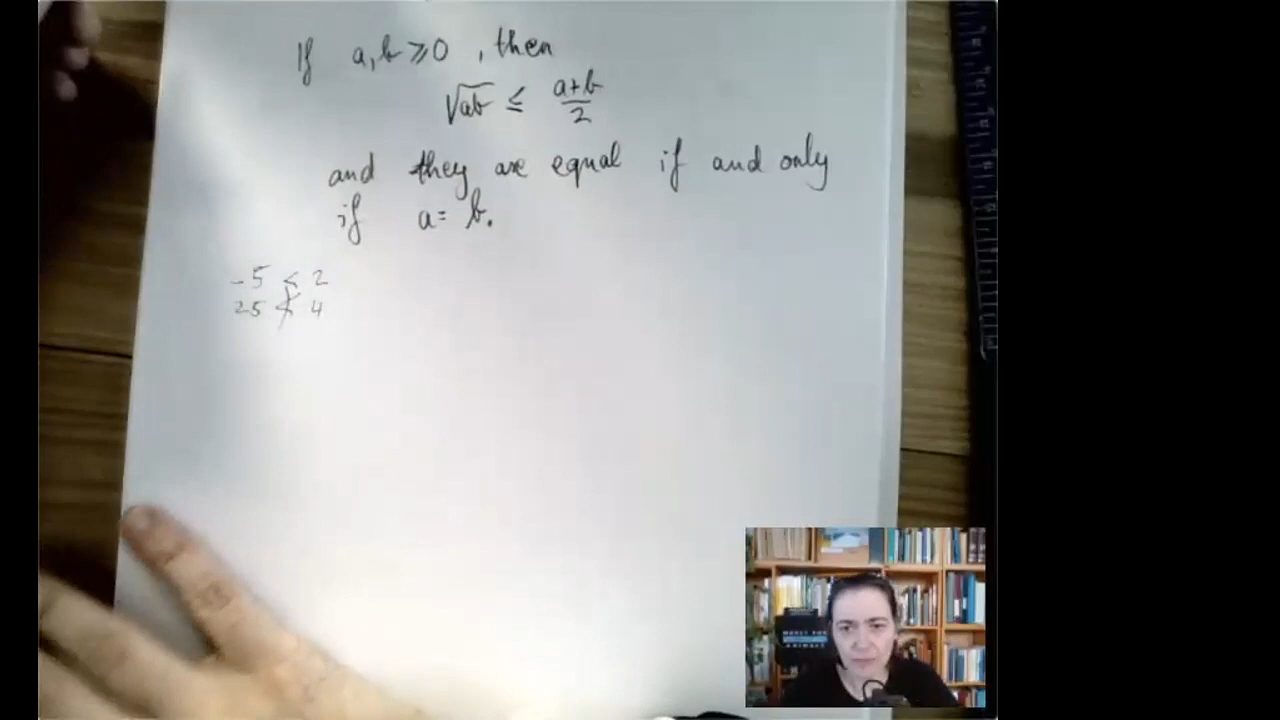 If a, b ⩾ 0, then
√ab ≤ a+b/2
and they are equal if and only
if a = b.
-5 < 2
25 ≮ 4